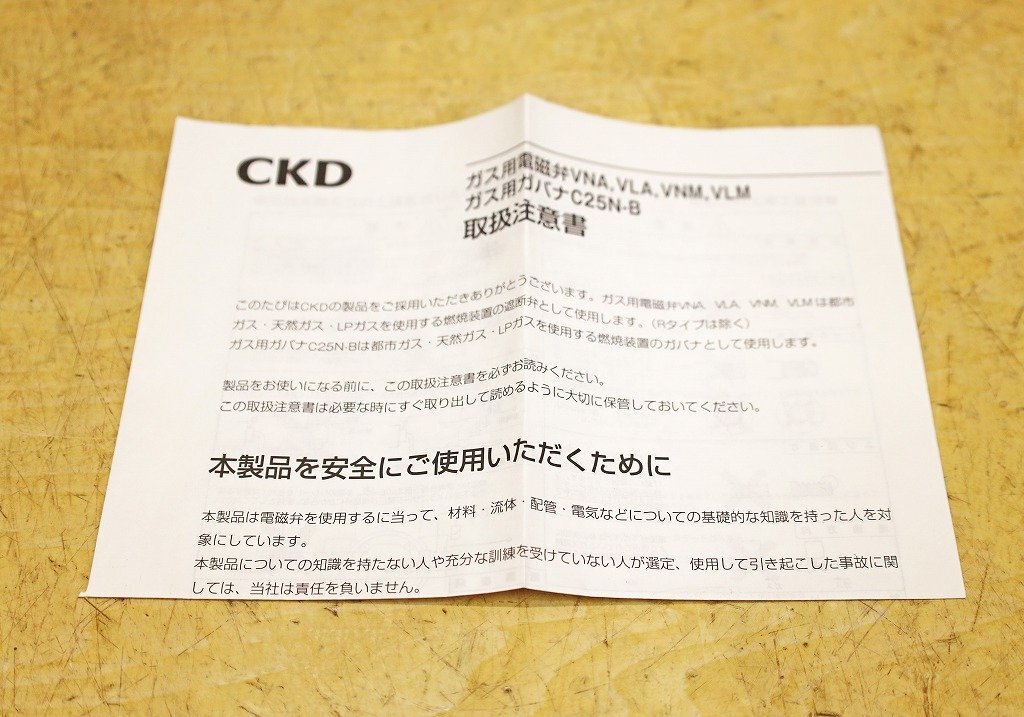 CKD
ガス用電磁弁VNA,VLA,VNM,VLM
ガス用ガバナC25N-B
取扱注意書
このたびはCKDの製品をご採用いただきありがとうございます。ガス用電磁弁VNA VLA VNM VLMは都市
ガス・天然ガス・LPガスを使用する燃焼装置の遮断弁として使用します。（Rタイプは除く）
ガス用ガバナC25N-Bは都市ガス・天然ガス・LPガスを使用する燃焼装置のガバナとして使用します。
製品をお使いになる前に、この取扱注意書を必ずお読みください。
この取扱注意書は必要な時にすぐ取り出して読めるように大切に保管しておいてください。
本製品を安全にご使用いただくために
本製品は電磁弁を使用するに当って、材料・流体・配管・電気などについての基礎的な知識を持った人を対
象にしています。
本製品についての知識を持たない人や充分な訓練を受けていない人が選定、使用して引き起こした事故に関
しては、当社は責任を負いません。